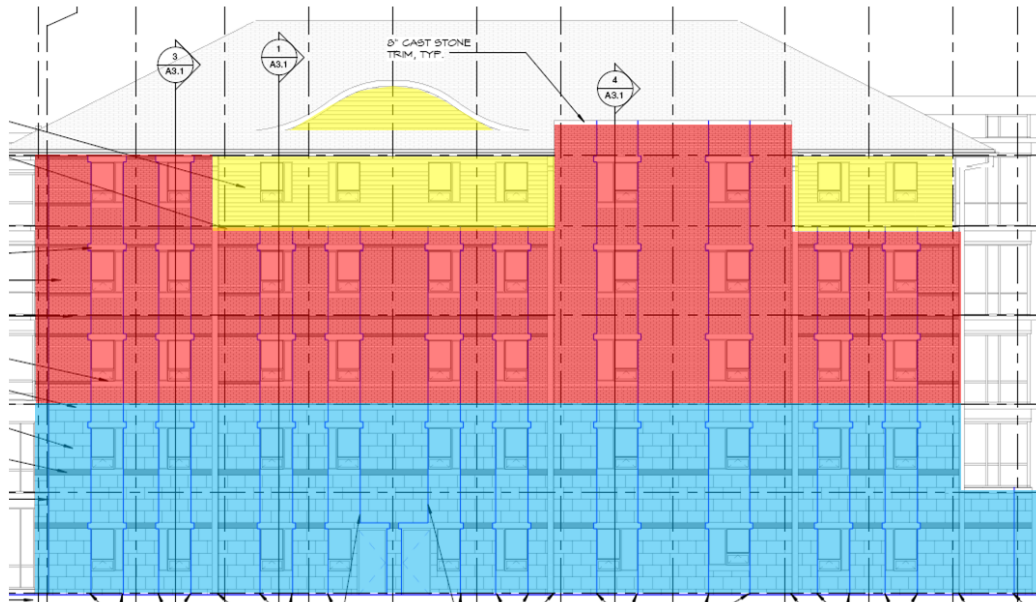 8" CAST STONE
TRIM, TYP.
3
A3.1
1
A3.1
4
A3.1